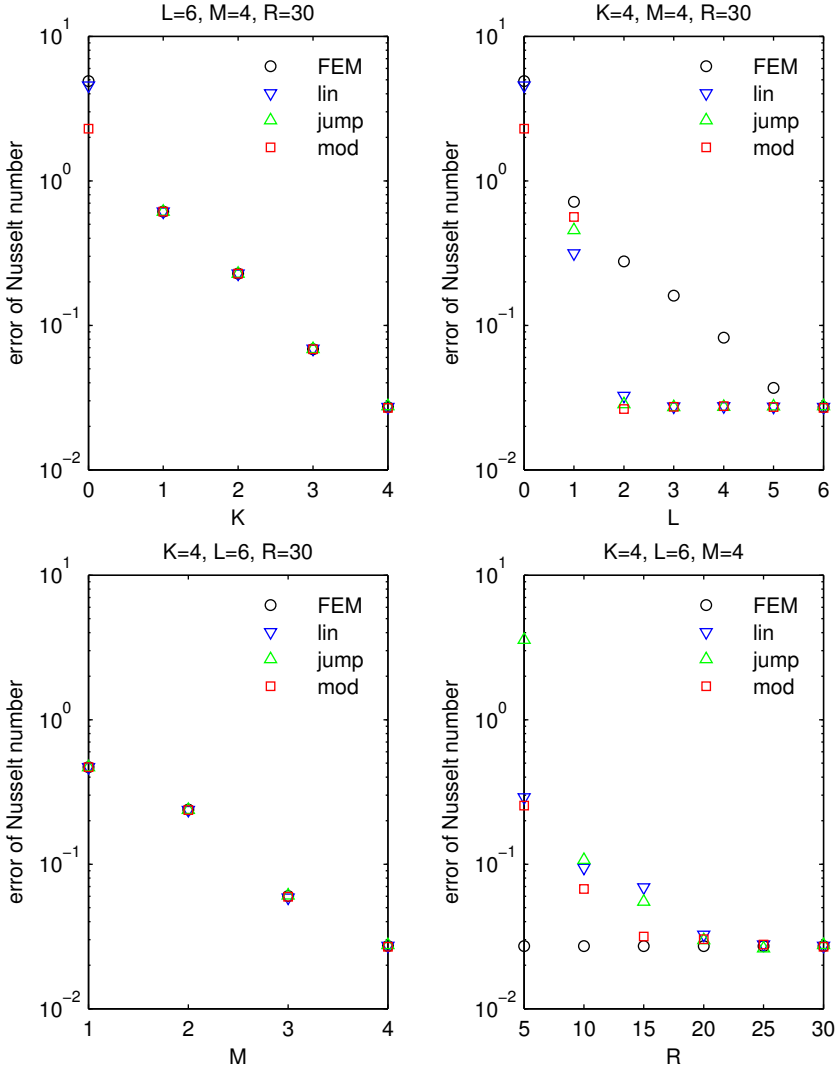 L=6, M=4, R=30
10^1
10^0
10^-1
10^-2
error of Nusselt number
FEM
lin
jump
mod
0 1 2 3 4
K
K=4, M=4, R=30
10^1
10^0
10^-1
10^-2
error of Nusselt number
FEM
lin
jump
mod
0 1 2 3 4 5 6
L
K=4, L=6, R=30
10^1
10^0
10^-1
10^-2
error of Nusselt number
FEM
lin
jump
mod
1 2 3 4
M
K=4, L=6, M=4
10^1
10^0
10^-1
10^-2
error of Nusselt number
FEM
lin
jump
mod
5 10 15 20 25 30
R